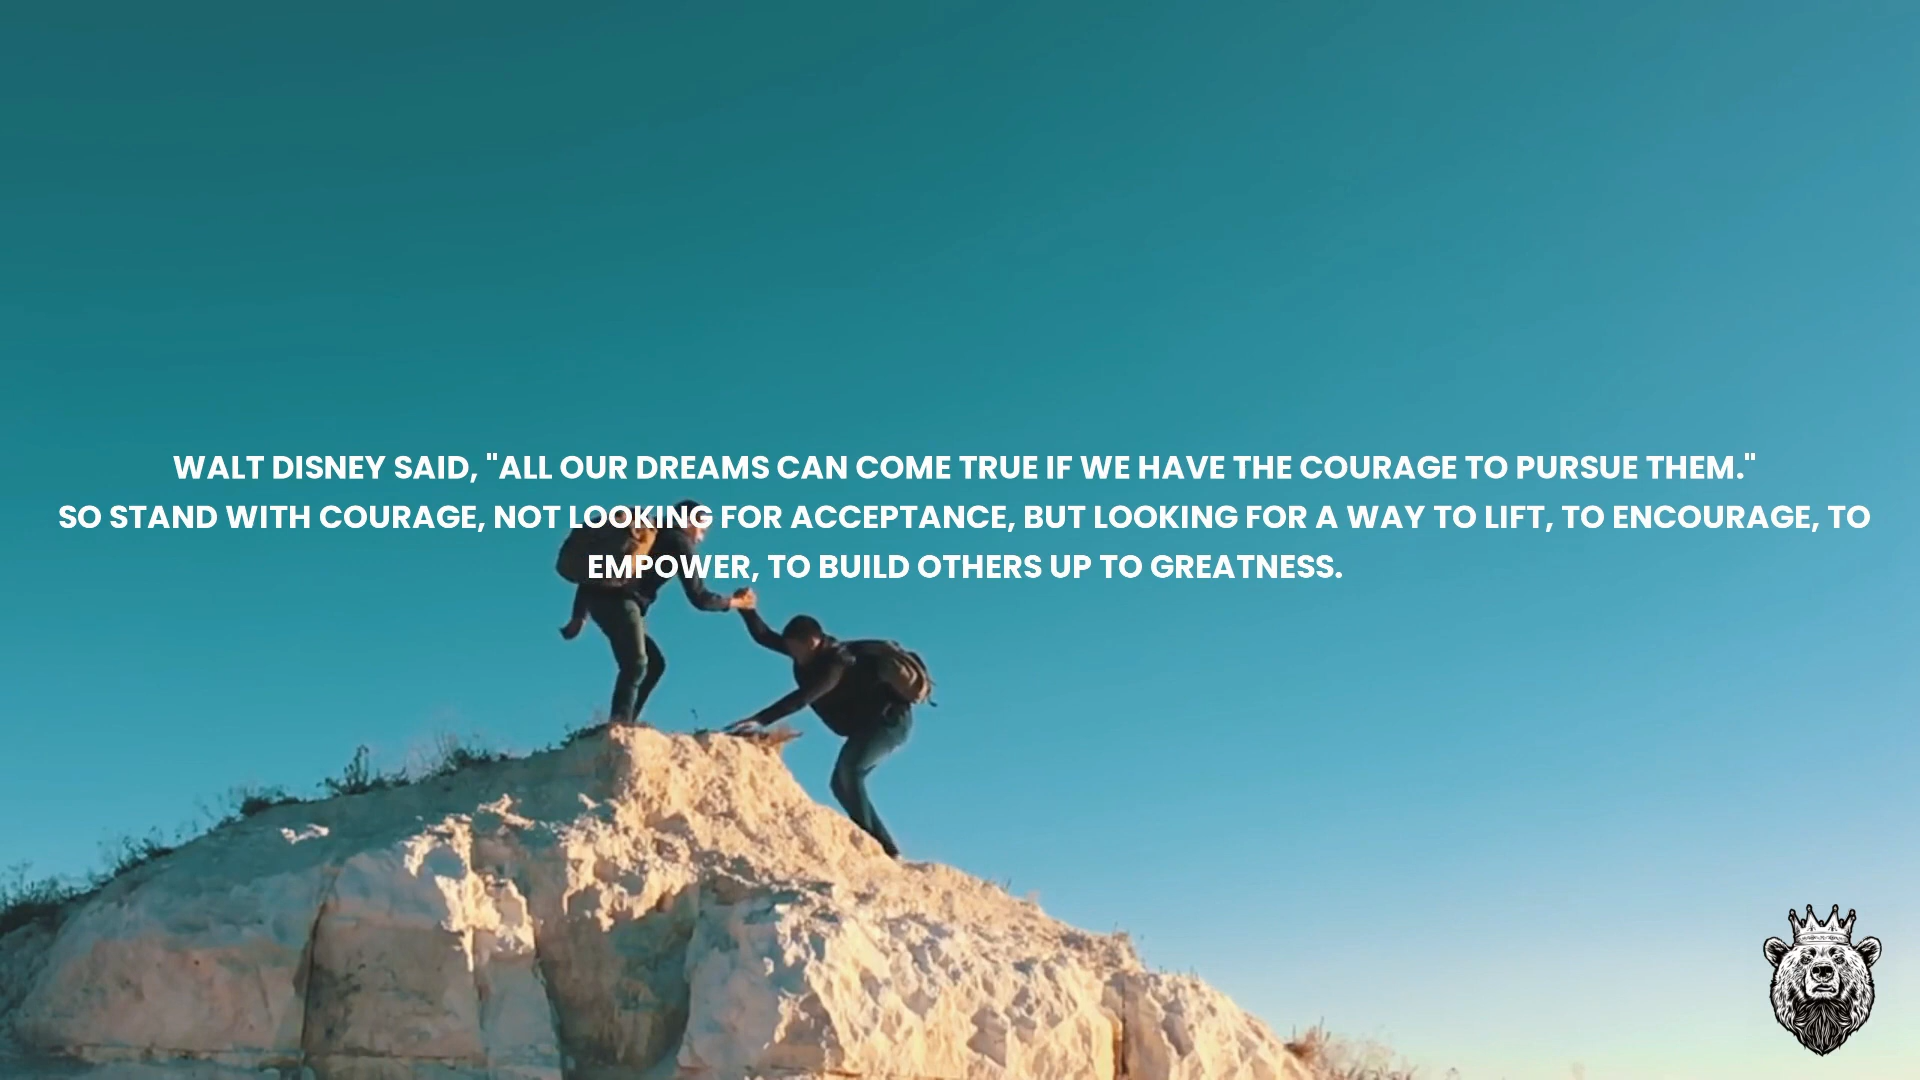 WALT DISNEY SAID, "ALL OUR DREAMS CAN COME TRUE IF WE HAVE THE COURAGE TO PURSUE THEM."
SO STAND WITH COURAGE, NOT LOOKING FOR ACCEPTANCE, BUT LOOKING FOR A WAY TO LIFT, TO ENCOURAGE, TO
EMPOWER, TO BUILD OTHERS UP TO GREATNESS.